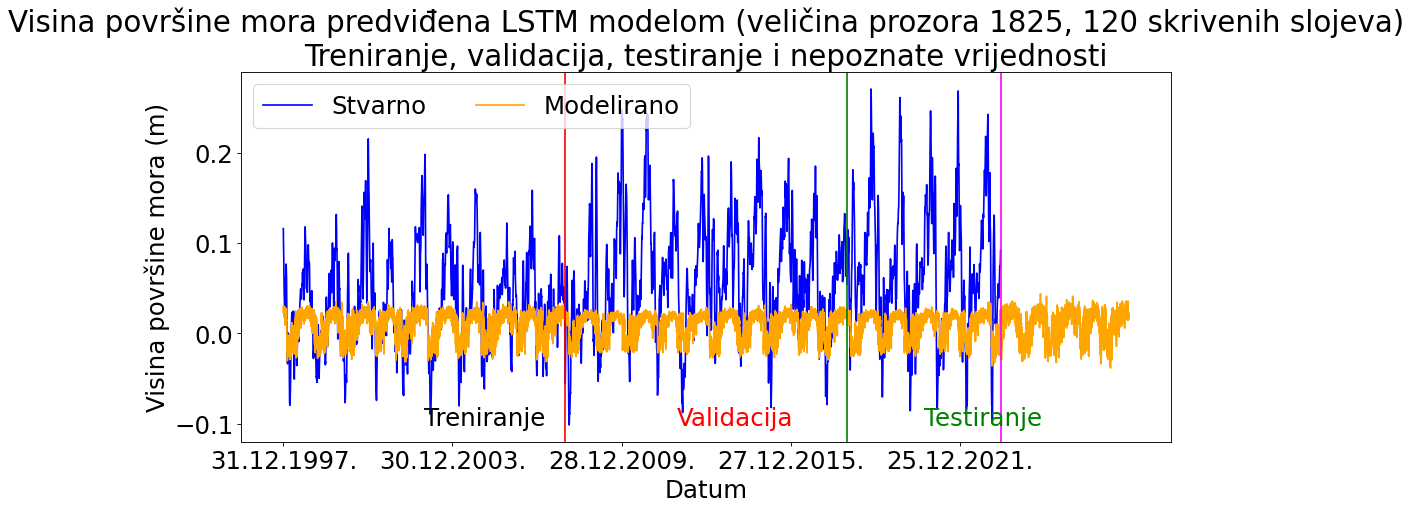 Visina površine mora predviđena LSTM modelom (veličina prozora 1825, 120 skrivenih slojeva)
Treniranje, validacija, testiranje i nepoznate vrijednosti
Stvarno
Modelirano
Visina površine mora (m)
0.2
0.1
0.0
−0.1
Treniranje
Validacija
Testiranje
31.12.1997.
30.12.2003.
28.12.2009.
27.12.2015.
25.12.2021.
Datum